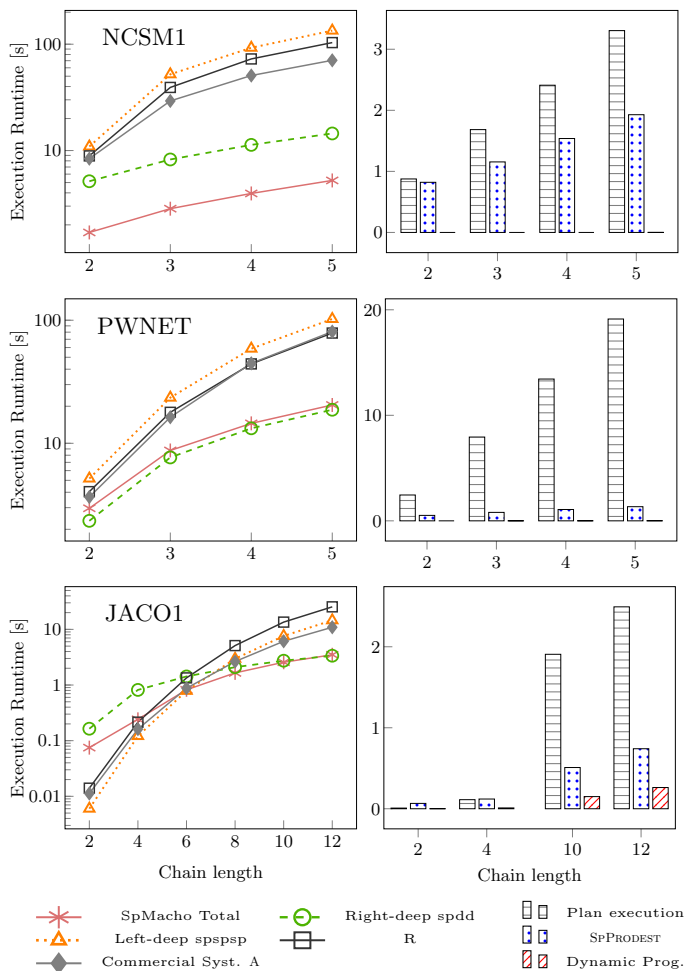 NCSM1
Execution Runtime [s]
100
10
2 3 4 5
3
2
1
0
2 3 4 5
PWNET
Execution Runtime [s]
100
10
2 3 4 5
20
10
0
2 3 4 5
JACO1
Execution Runtime [s]
10
1
0.1
0.01
2 4 6 8 10 12
Chain length
2
1
0
2 4 10 12
Chain length
SpMacho Total
Right-deep spdd
Plan execution
Left-deep spspsp
R
SpProdest
Commercial Syst. A
Dynamic Prog.